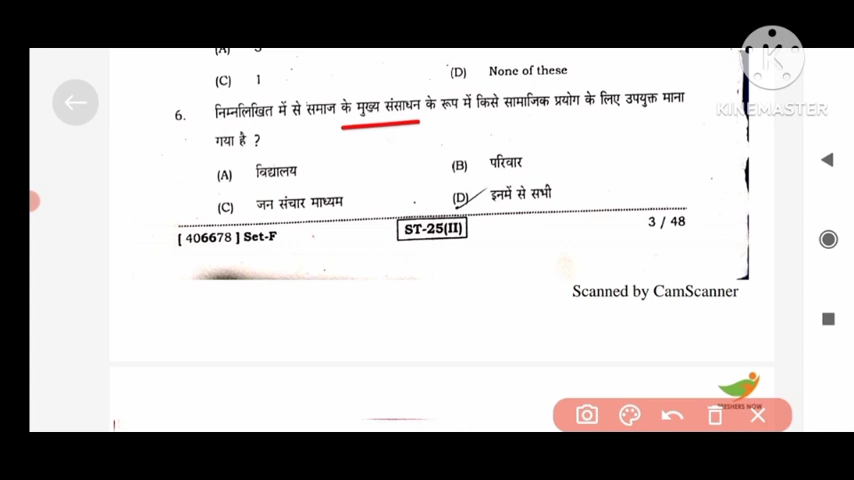 (C) 1
(D) None of these
KINEMASTER
6. निम्नलिखित में से समाज के मुख्य संसाधन के रूप में किसे सामाजिक प्रयोग के लिए उपयुक्त माना
गया है ?
(A) विद्यालय
(B) परिवार
(C) जन संचार माध्यम
(D) इनमें से सभी
[ 406678 ] Set-F
ST-25(II)
3 / 48
Scanned by CamScanner